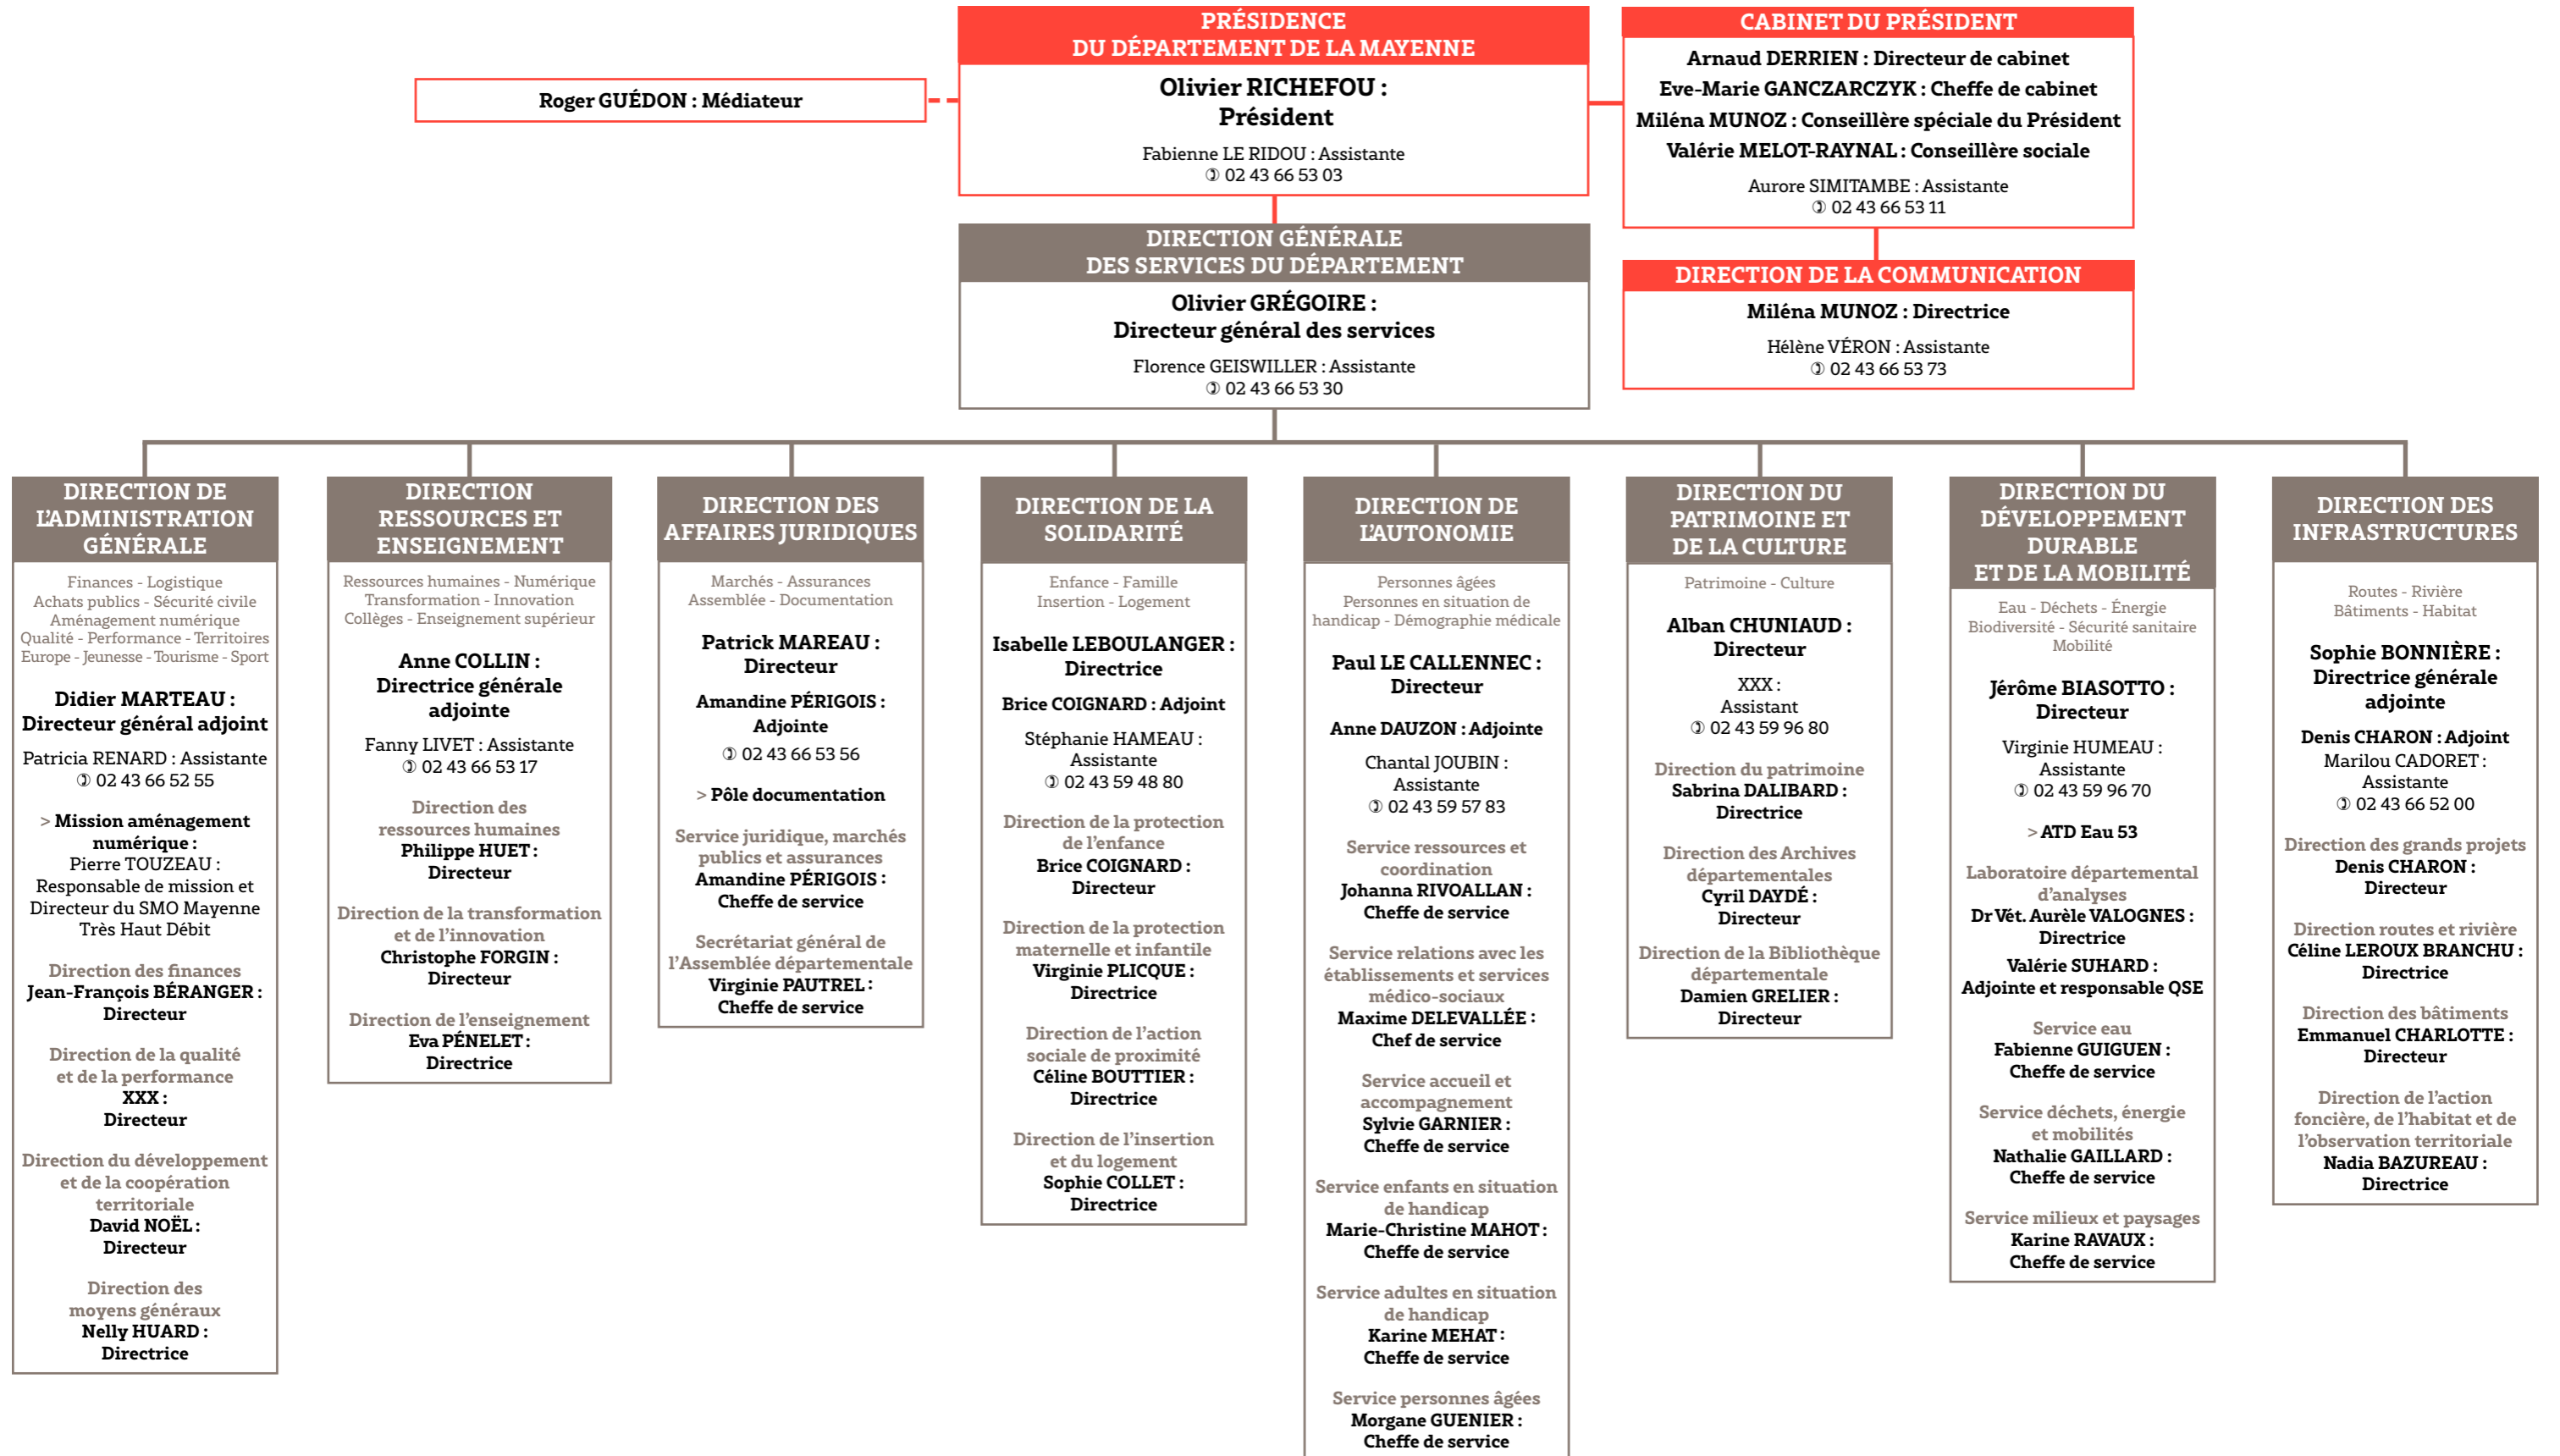 PRÉSIDENCE
DU DÉPARTEMENT DE LA MAYENNE
Olivier RICHEFOU :
Président
Fabienne LE RIDOU : Assistante
✆ 02 43 66 53 03
Roger GUÉDON : Médiateur
CABINET DU PRÉSIDENT
Arnaud DERRIEN : Directeur de cabinet
Eve-Marie GANCZARCZYK : Cheffe de cabinet
Miléna MUNOZ : Conseillère spéciale du Président
Valérie MELOT-RAYNAL : Conseillère sociale
Aurore SIMITAMBE : Assistante
✆ 02 43 66 53 11
DIRECTION DE LA COMMUNICATION
Miléna MUNOZ : Directrice
Hélène VÉRON : Assistante
✆ 02 43 66 53 73
DIRECTION GÉNÉRALE
DES SERVICES DU DÉPARTEMENT
Olivier GRÉGOIRE :
Directeur général des services
Florence GEISWILLER : Assistante
✆ 02 43 66 53 30
DIRECTION DE
L'ADMINISTRATION
GÉNÉRALE
Finances - Logistique
Achats publics - Sécurité civile
Aménagement numérique
Qualité - Performance - Territoires
Europe - Jeunesse - Tourisme - Sport
Didier MARTEAU :
Directeur général adjoint
Patricia RENARD : Assistante
✆ 02 43 66 52 55
> Mission aménagement
numérique :
Pierre TOUZEAU :
Responsable de mission et
Directeur du SMO Mayenne
Très Haut Débit
Direction des finances
Jean-François BÉRANGER :
Directeur
Direction de la qualité
et de la performance
XXX :
Directeur
Direction du développement
et de la coopération
territoriale
David NOËL :
Directeur
Direction des
moyens généraux
Nelly HUARD :
Directrice
DIRECTION
RESSOURCES ET
ENSEIGNEMENT
Ressources humaines - Numérique
Transformation - Innovation
Collèges - Enseignement supérieur
Anne COLLIN :
Directrice générale
adjointe
Fanny LIVET : Assistante
✆ 02 43 66 53 17
Direction des
ressources humaines
Philippe HUET :
Directeur
Direction de la transformation
et de l'innovation
Christophe FORGIN :
Directeur
Direction de l'enseignement
Eva PÉNELET :
Directrice
DIRECTION DES
AFFAIRES JURIDIQUES
Marchés - Assurances
Assemblée - Documentation
Patrick MAREAU :
Directeur
Amandine PÉRIGOIS :
Adjointe
✆ 02 43 66 53 56
> Pôle documentation
Service juridique, marchés
publics et assurances
Amandine PÉRIGOIS :
Cheffe de service
Secrétariat général de
l'Assemblée départementale
Virginie PAUTREL :
Cheffe de service
DIRECTION DE LA
SOLIDARITÉ
Enfance - Famille
Insertion - Logement
Isabelle LEBOULANGER :
Directrice
Brice COIGNARD : Adjoint
Stéphanie HAMEAU :
Assistante
✆ 02 43 59 48 80
Direction de la protection
de l'enfance
Brice COIGNARD :
Directeur
Direction de la protection
maternelle et infantile
Virginie PLICQUE :
Directrice
Direction de l'action
sociale de proximité
Céline BOUTTIER :
Directrice
Direction de l'insertion
et du logement
Sophie COLLET :
Directrice
DIRECTION DE
L'AUTONOMIE
Personnes âgées
Personnes en situation de
handicap - Démographie médicale
Paul LE CALLENNEC :
Directeur
Anne DAUZON : Adjointe
Chantal JOUBIN :
Assistante
✆ 02 43 59 57 83
Service ressources et
coordination
Johanna RIVOALLAN :
Cheffe de service
Service relations avec les
établissements et services
médico-sociaux
Maxime DELEVALLÉE :
Chef de service
Service accueil et
accompagnement
Sylvie GARNIER :
Cheffe de service
Service enfants en situation
de handicap
Marie-Christine MAHOT :
Cheffe de service
Service adultes en situation
de handicap
Karine MEHAT :
Cheffe de service
Service personnes âgées
Morgane GUENIER :
Cheffe de service
DIRECTION DU
PATRIMOINE ET
DE LA CULTURE
Patrimoine - Culture
Alban CHUNIAUD :
Directeur
XXX :
Assistant
✆ 02 43 59 96 80
Direction du patrimoine
Sabrina DALIBARD :
Directrice
Direction des Archives
départementales
Cyril DAYDÉ :
Directeur
Direction de la Bibliothèque
départementale
Damien GRELIER :
Directeur
DIRECTION DU
DÉVELOPPEMENT
DURABLE
ET DE LA MOBILITÉ
Eau - Déchets - Énergie
Biodiversité - Sécurité sanitaire
Mobilité
Jérôme BIASOTTO :
Directeur
Virginie HUMEAU :
Assistante
✆ 02 43 59 96 70
> ATD Eau 53
Laboratoire départemental
d'analyses
Dr Vét. Aurèle VALOGNES :
Directrice
Valérie SUHARD :
Adjointe et responsable QSE
Service eau
Fabienne GUIGUEN :
Cheffe de service
Service déchets, énergie
et mobilités
Nathalie GAILLARD :
Cheffe de service
Service milieux et paysages
Karine RAVAUX :
Cheffe de service
DIRECTION DES
INFRASTRUCTURES
Routes - Rivière
Bâtiments - Habitat
Sophie BONNIÈRE :
Directrice générale
adjointe
Denis CHARON : Adjoint
Marilou CADORET :
Assistante
✆ 02 43 66 52 00
Direction des grands projets
Denis CHARON :
Directeur
Direction routes et rivière
Céline LEROUX BRANCHU :
Directrice
Direction des bâtiments
Emmanuel CHARLOTTE :
Directeur
Direction de l'action
foncière, de l'habitat et de
l'observation territoriale
Nadia BAZUREAU :
Directrice